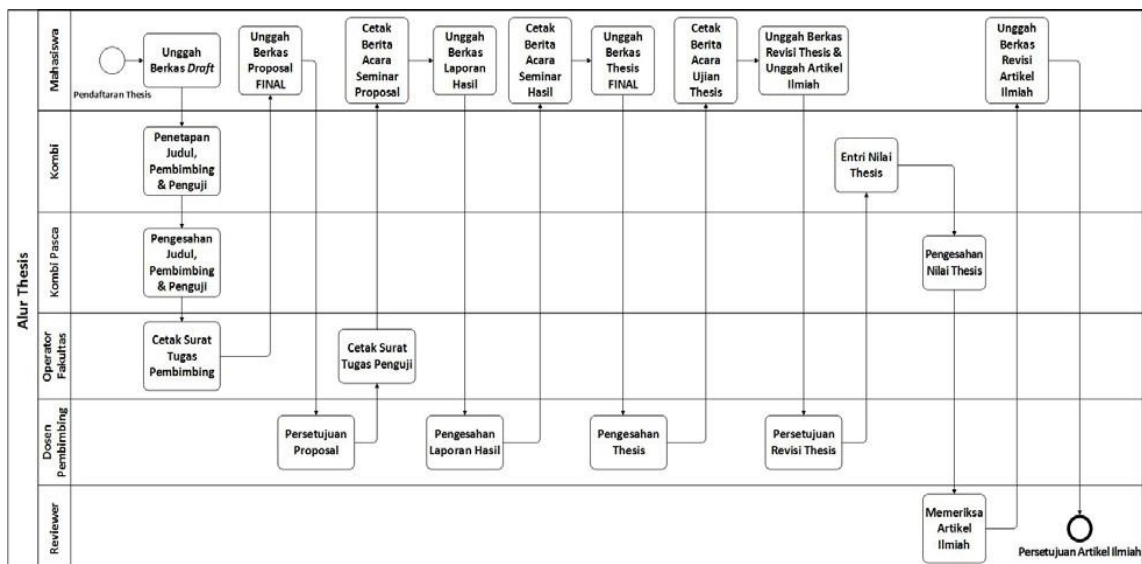 Alur Thesis
Mahasiswa
Pendaftaran Thesis
Unggah
Berkas Draft
Unggah
Berkas
Proposal
FINAL
Cetak
Berita
Acara
Seminar
Proposal
Unggah
Berkas
Laporan
Hasil
Cetak
Berita
Acara
Seminar
Hasil
Unggah
Berkas
Thesis
FINAL
Cetak
Berita
Acara
Ujian
Thesis
Unggah Berkas
Revisi Thesis &
Unggah Artikel
Ilmiah
Unggah
Berkas
Revisi
Artikel
Ilmiah
Kombi
Penetapan
Judul,
Pembimbing
& Penguji
Entri Nilai
Thesis
Kombi Pasca
Pengesahan
Judul,
Pembimbing
& Penguji
Pengesahan
Nilai Thesis
Operator
Fakultas
Cetak Surat
Tugas
Pembimbing
Cetak Surat
Tugas Penguji
Dosen
Pembimbing
Persetujuan
Proposal
Pengesahan
Laporan Hasil
Pengesahan
Thesis
Persetujuan
Revisi Thesis
Reviewer
Memeriksa
Artikel
Ilmiah
Persetujuan Artikel Ilmiah